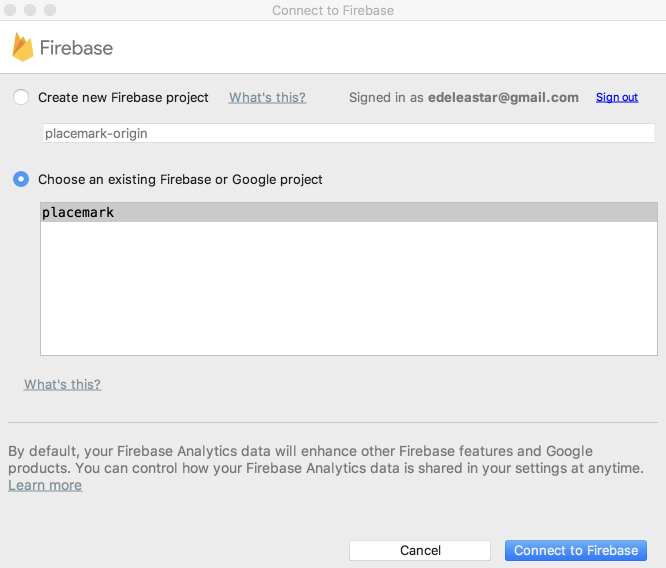 Connect to Firebase
Firebase
Create new Firebase project What's this? Signed in as edeleastar@gmail.com Sign out
placemark-origin
Choose an existing Firebase or Google project
placemark
What's this?
By default, your Firebase Analytics data will enhance other Firebase features and Google
products. You can control how your Firebase Analytics data is shared in your settings at anytime.
Learn more
Cancel Connect to Firebase